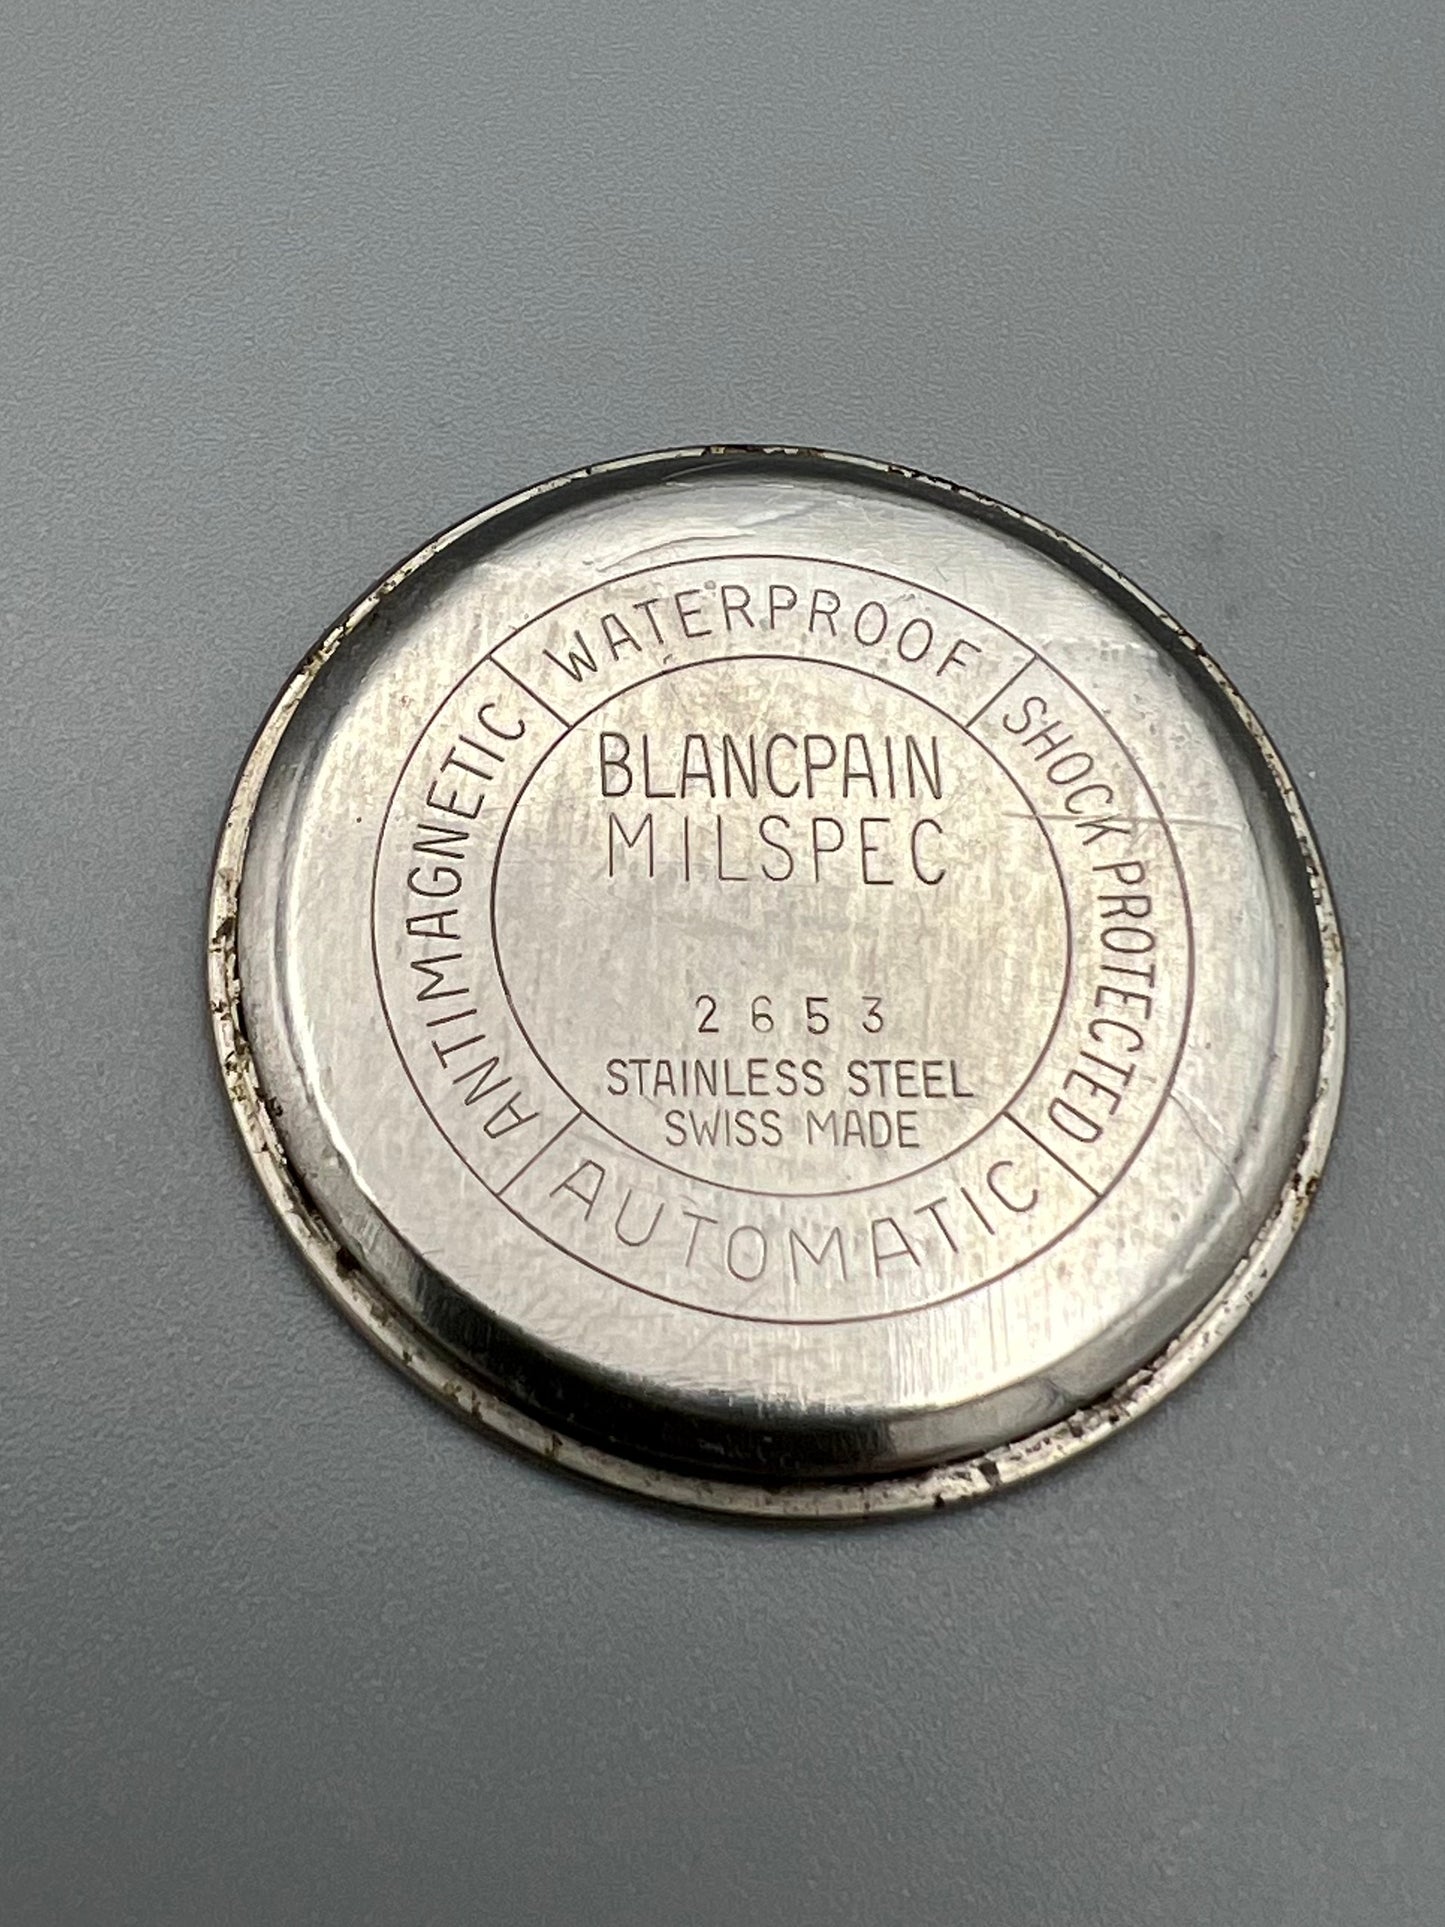 WATERPROOF
SHOCK PROTECTED
AUTOMATIC
ANTIMAGNETIC
BLANCPAIN
MILSPEC
2653
STAINLESS STEEL
SWISS MADE